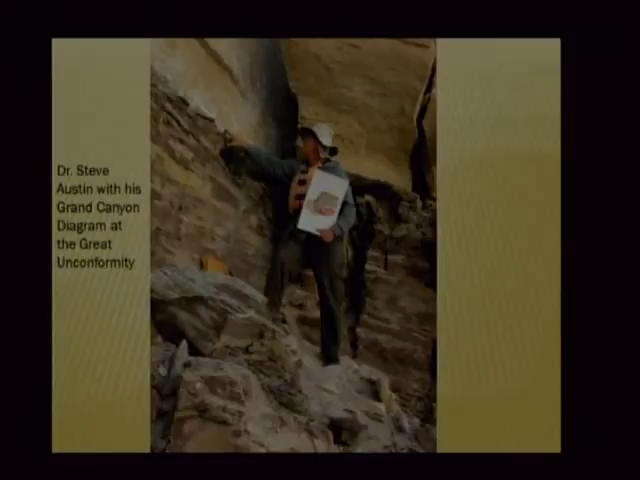 Dr. Steve
Austin with his
Grand Canyon
Diagram at
the Great
Unconformity